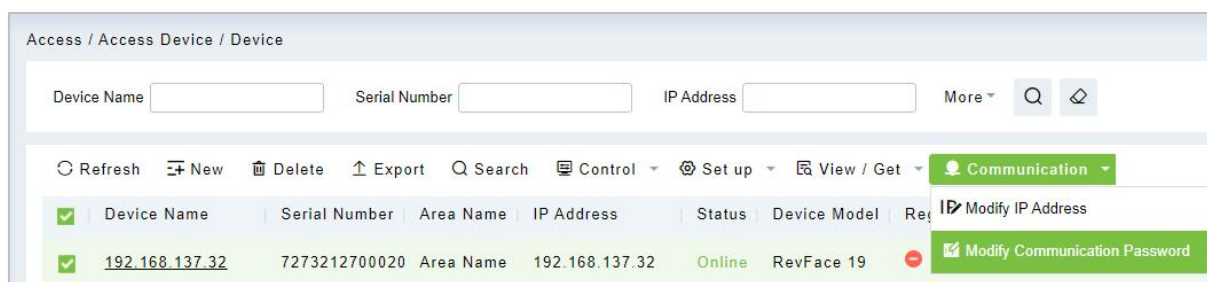 Access / Access Device / Device
Device Name Serial Number IP Address More
Refresh New Delete Export Search Control Set up View / Get Communication
Device Name Serial Number Area Name IP Address Status Device Model Reg
Modify IP Address
Modify Communication Password
192.168.137.32 7273212700020 Area Name 192.168.137.32 Online RevFace 19